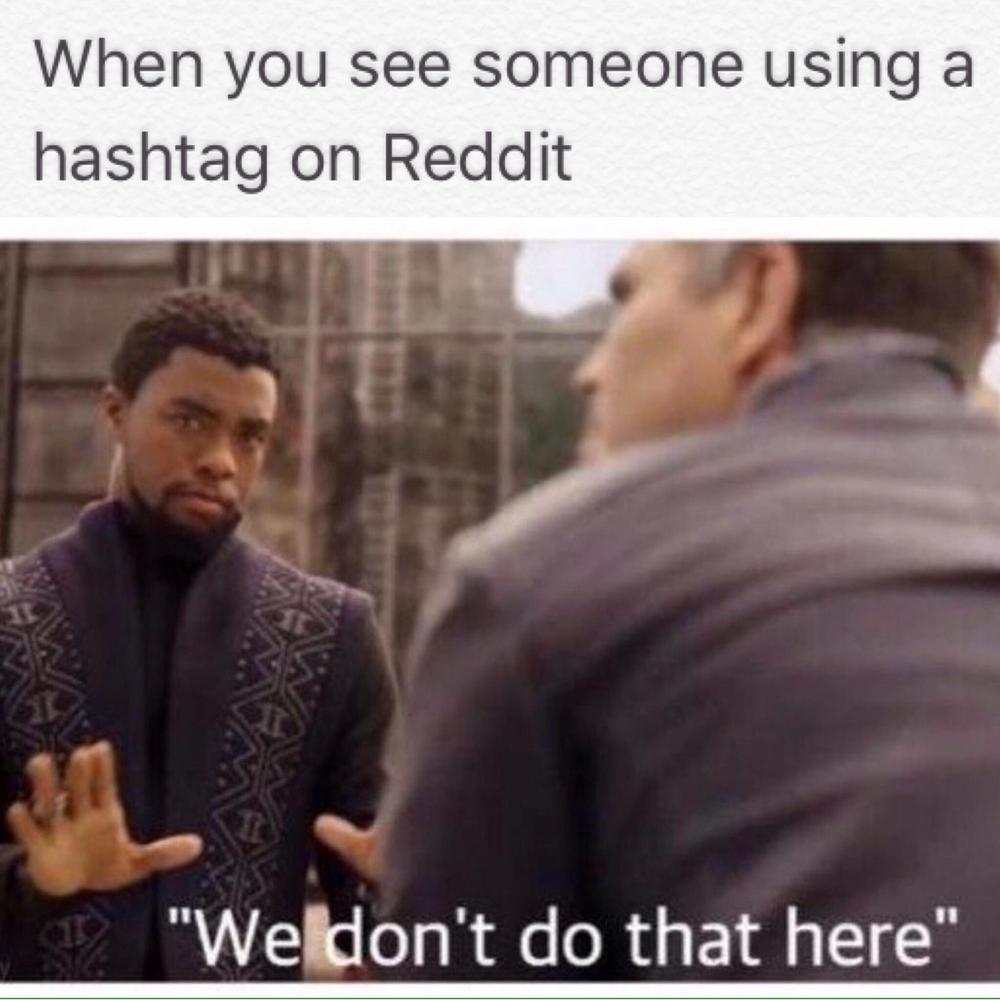 When you see someone using a
hashtag on Reddit
"We don't do that here"